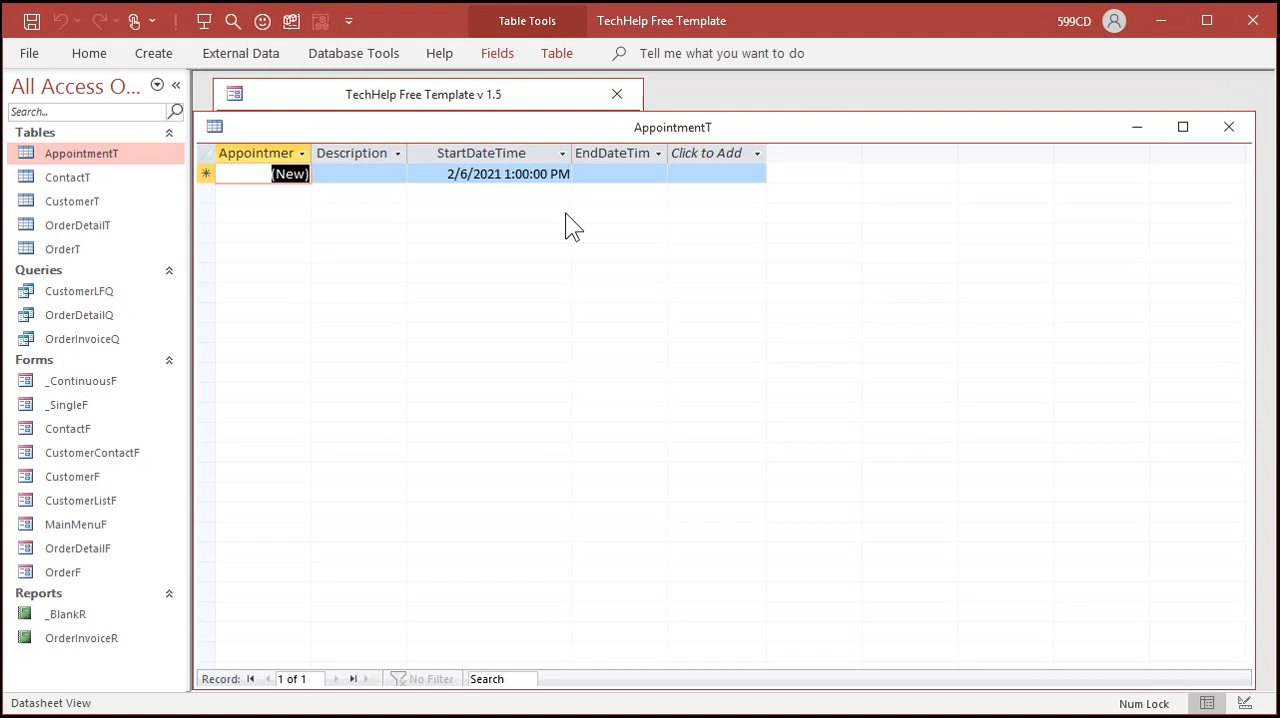 Table Tools
TechHelp Free Template
599CD
File Home Create External Data Database Tools Help Fields Table Tell me what you want to do
All Access O...
Search...
Tables
AppointmentT
ContactT
CustomerT
OrderDetailT
OrderT
Queries
CustomerLFQ
OrderDetailQ
OrderInvoiceQ
Forms
_ContinuousF
_SingleF
ContactF
CustomerContactF
CustomerF
CustomerListF
MainMenuF
OrderDetailF
OrderF
Reports
_BlankR
OrderInvoiceR
TechHelp Free Template v 1.5
AppointmentT
Appointmer Description StartDateTime EndDateTim Click to Add
(New) 2/6/2021 1:00:00 PM
Record: 1 of 1 No Filter Search
Datasheet View
Num Lock